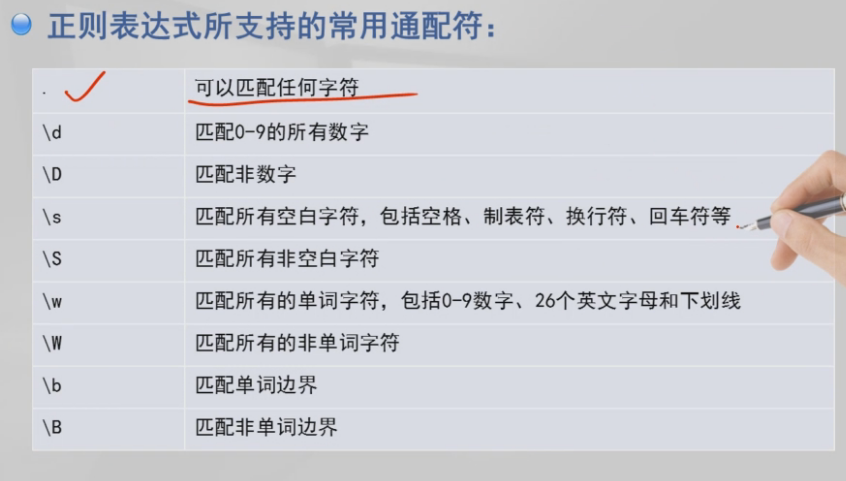 正则表达式所支持的常用通配符：
. 可以匹配任何字符
\d 匹配0-9的所有数字
\D 匹配非数字
\s 匹配所有空白字符，包括空格、制表符、换行符、回车符等
\S 匹配所有非空白字符
\w 匹配所有的单词字符，包括0-9数字、26个英文字母和下划线
\W 匹配所有的非单词字符
\b 匹配单词边界
\B 匹配非单词边界